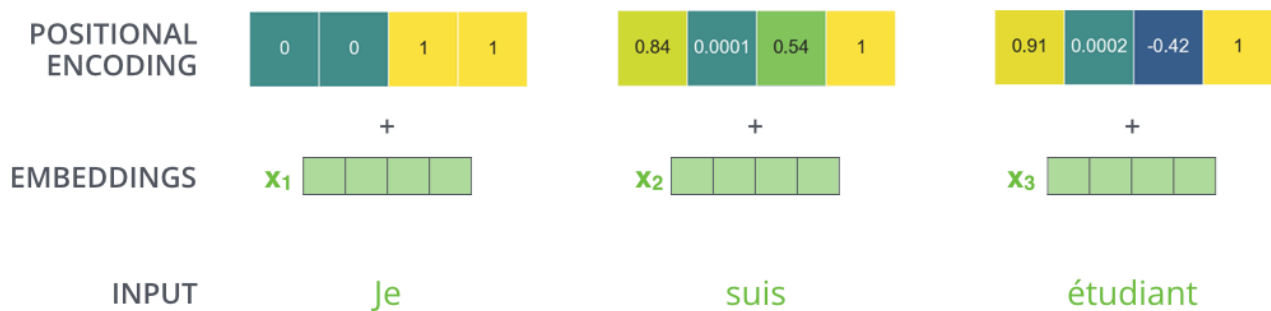 POSITIONAL ENCODING
0 0 1 1
0.84 0.0001 0.54 1
0.91 0.0002 -0.42 1
+ + +
EMBEDDINGS
x1
x2
x3
INPUT
Je
suis
étudiant